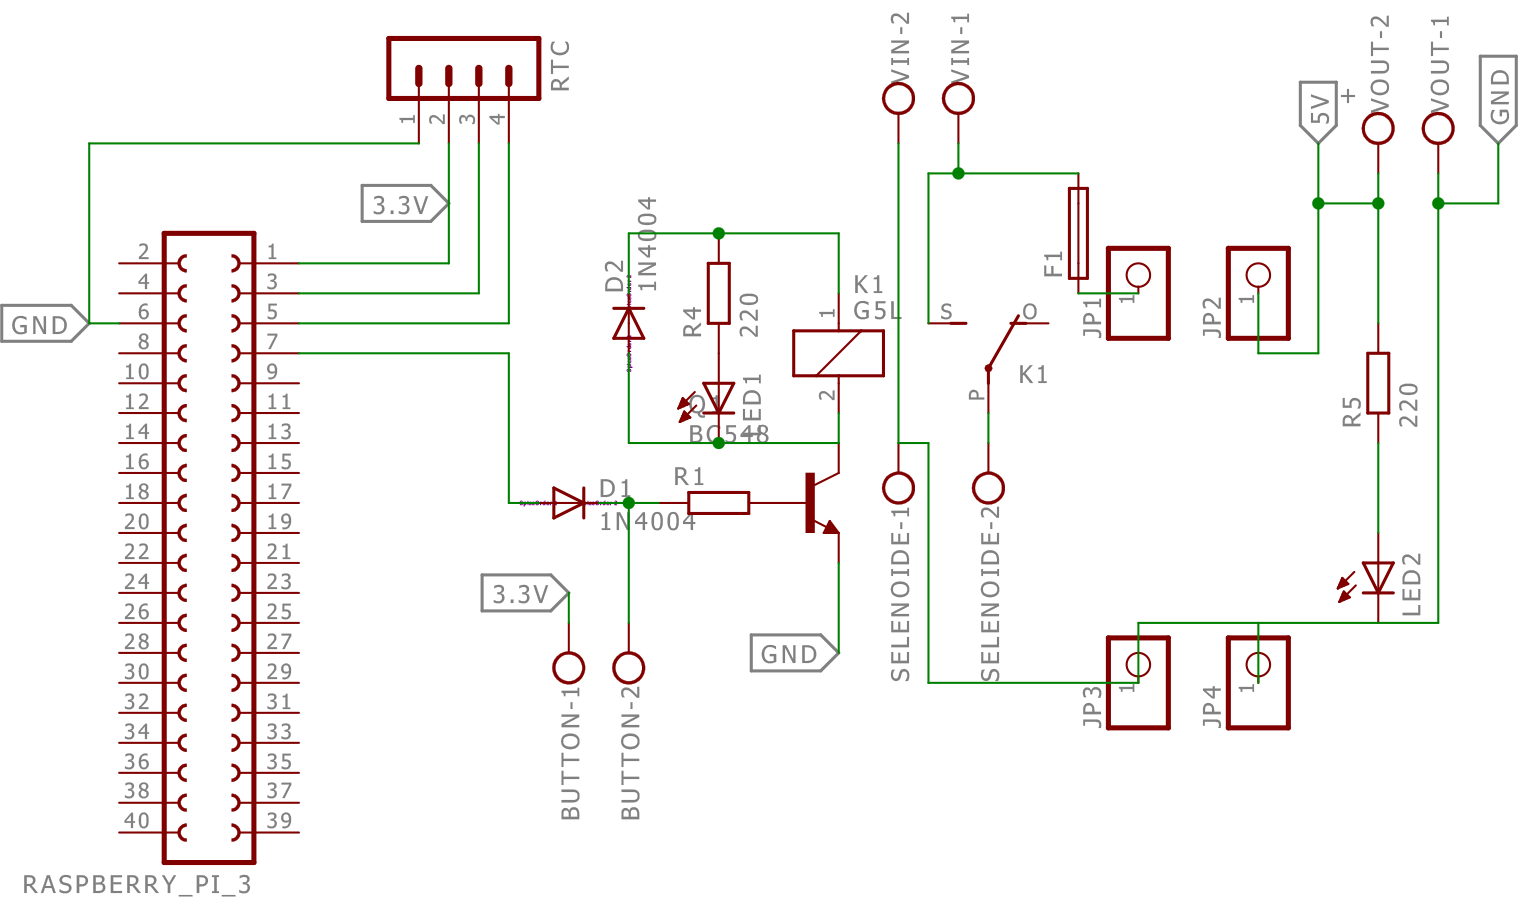 RTC
1
2
3
4
VIN-2
VIN-1
5V
+
VOUT-2
VOUT-1
GND
3.3V
GND
2 1
4 3
6 5
8 7
10 9
12 11
14 13
16 15
18 17
20 19
22 21
24 23
26 25
28 27
30 29
32 31
34 33
36 35
38 37
40 39
RASPBERRY_PI_3
D2
1N4004
R4
220
LED1
Q1
BC548
K1
G5L
1
2
S
O
P
K1
F1
JP1
1
JP2
1
R5
220
LED2
D1
1N4004
R1
3.3V
GND
BUTTON-1
BUTTON-2
SELENOIDE-1
SELENOIDE-2
JP3
1
JP4
1